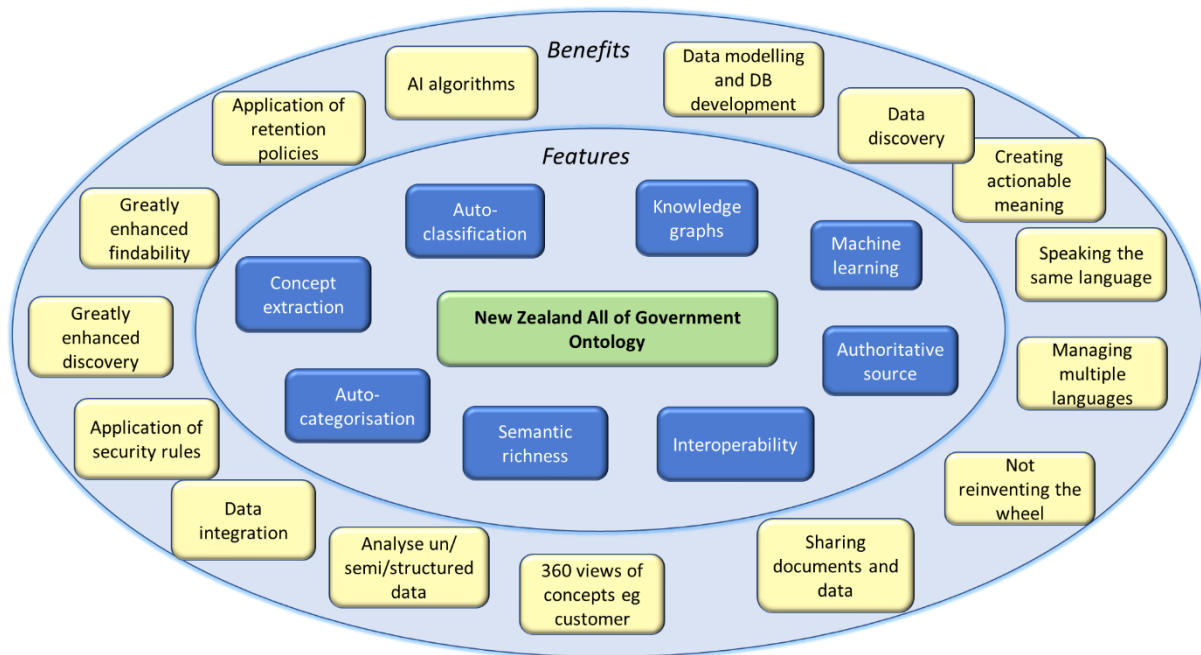 Benefits
AI algorithms
Data modelling
and DB
development
Application of
retention
policies
Data
discovery
Creating
actionable
meaning
Greatly
enhanced
findability
Speaking the
same language
Greatly
enhanced
discovery
Managing
multiple
languages
Application of
security rules
Not
reinventing the
wheel
Data
integration
Analyse un/
semi/structured
data
360 views of
concepts eg
customer
Sharing
documents and
data
Features
Auto-
classification
Knowledge
graphs
Machine
learning
Concept
extraction
New Zealand All of Government
Ontology
Authoritative
source
Auto-
categorisation
Semantic
richness
Interoperability